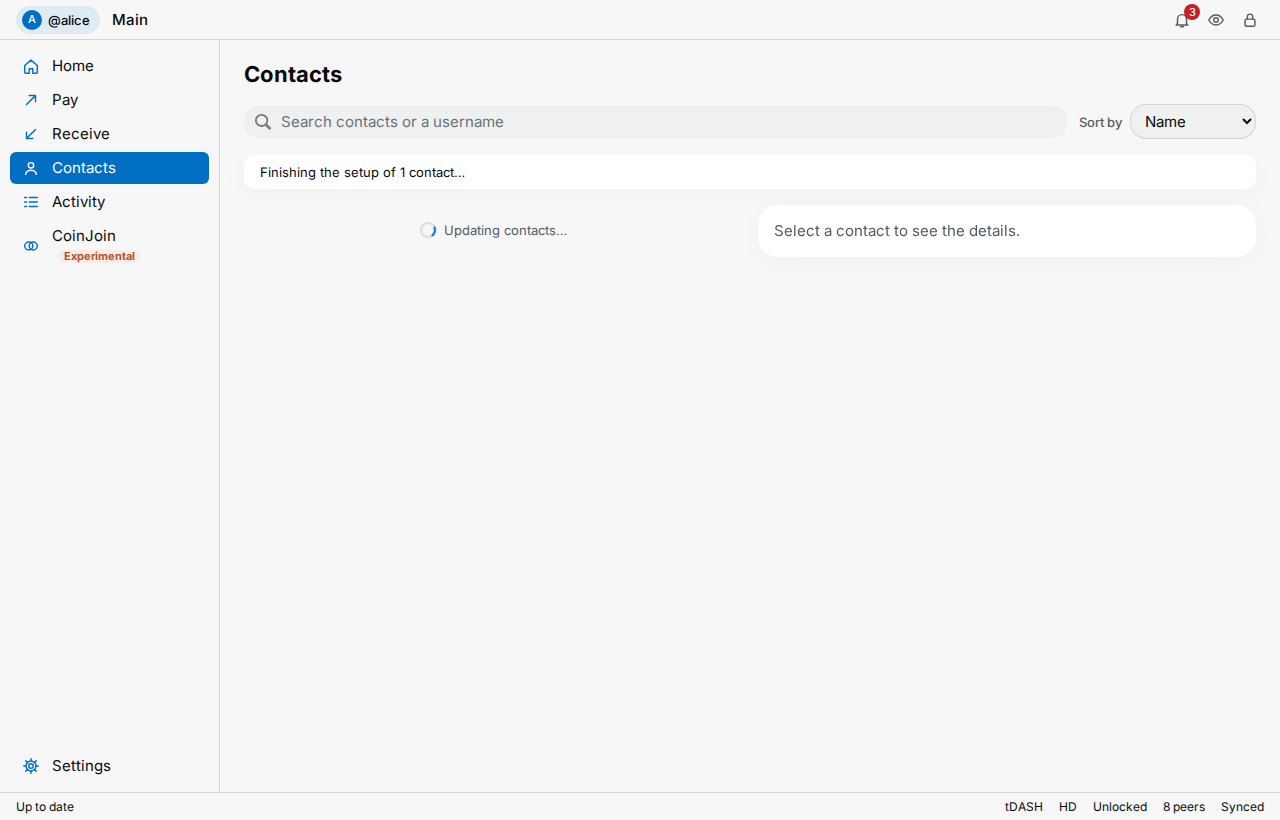 A @alice Main 3
Home
Pay
Receive
Contacts
Activity
CoinJoin
Experimental
Settings
Contacts
Search contacts or a username Sort by Name
Finishing the setup of 1 contact...
Updating contacts...
Select a contact to see the details.
Up to date tDASH HD Unlocked 8 peers Synced